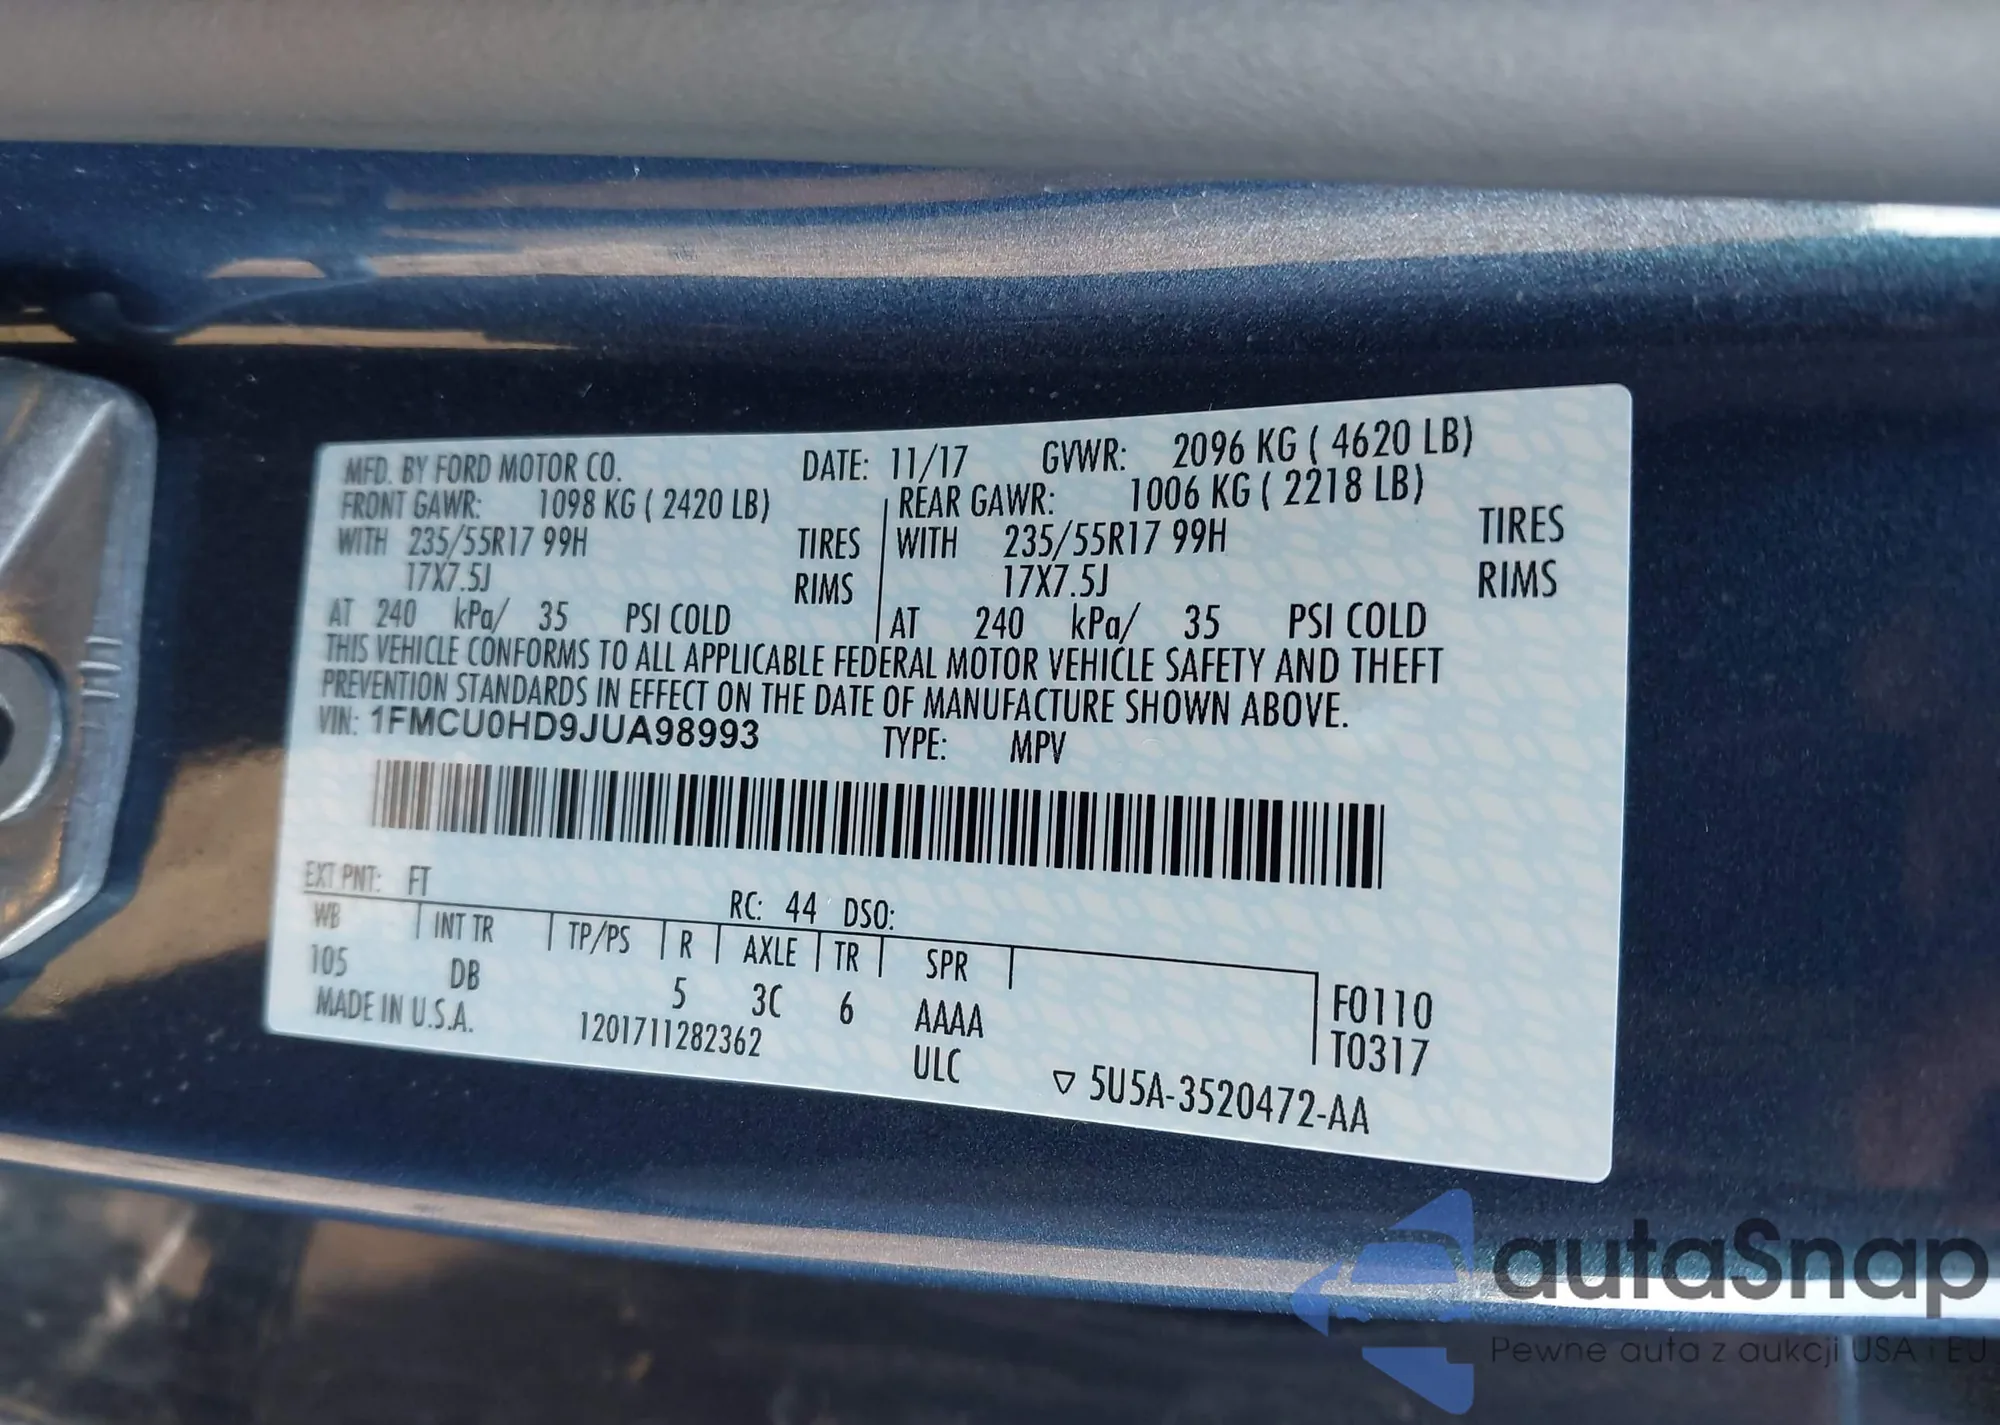 MFD. BY FORD MOTOR CO. DATE: 11/17 GVWR: 2096 KG ( 4620 LB)
FRONT GAWR: 1098 KG ( 2420 LB) REAR GAWR: 1006 KG ( 2218 LB)
WITH 235/55R17 99H TIRES WITH 235/55R17 99H TIRES
17X7.5J RIMS 17X7.5J RIMS
AT 240 kPa/ 35 PSI COLD AT 240 kPa/ 35 PSI COLD
THIS VEHICLE CONFORMS TO ALL APPLICABLE FEDERAL MOTOR VEHICLE SAFETY AND THEFT
PREVENTION STANDARDS IN EFFECT ON THE DATE OF MANUFACTURE SHOWN ABOVE.
VIN: 1FMCU0HD9JUA98993 TYPE: MPV
EXT PNT: FT RC: 44 DSO:
WB INT TR TP/PS R AXLE TR SPR
105 DB 5 3C 6 AAAA F0110
MADE IN U.S.A. 1201711282362 ULC T0317
5U5A-3520472-AA
autaSnap
Pewne auta z aukcji USA i EU